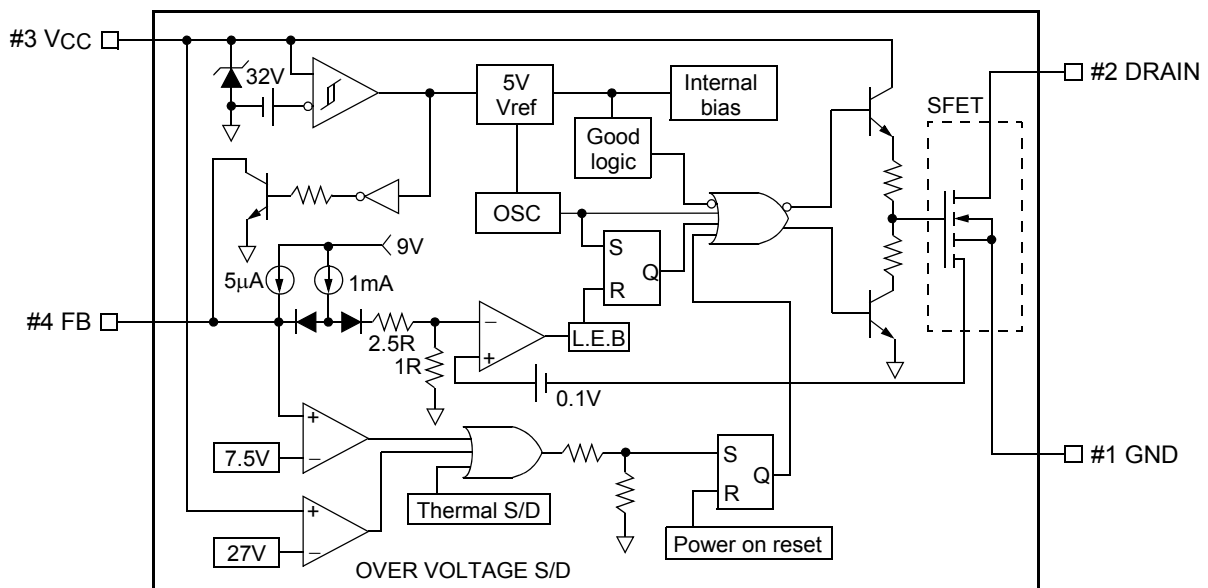 #3 VCC
#2 DRAIN
32V
5V
Vref
Internal
bias
SFET
Good
logic
OSC
9V
S
Q
R
5μA
1mA
#4 FB
−
L.E.B
2.5R
1R
+
0.1V
+
7.5V
−
S
#1 GND
Q
R
Thermal S/D
+
27V
−
Power on reset
OVER VOLTAGE S/D